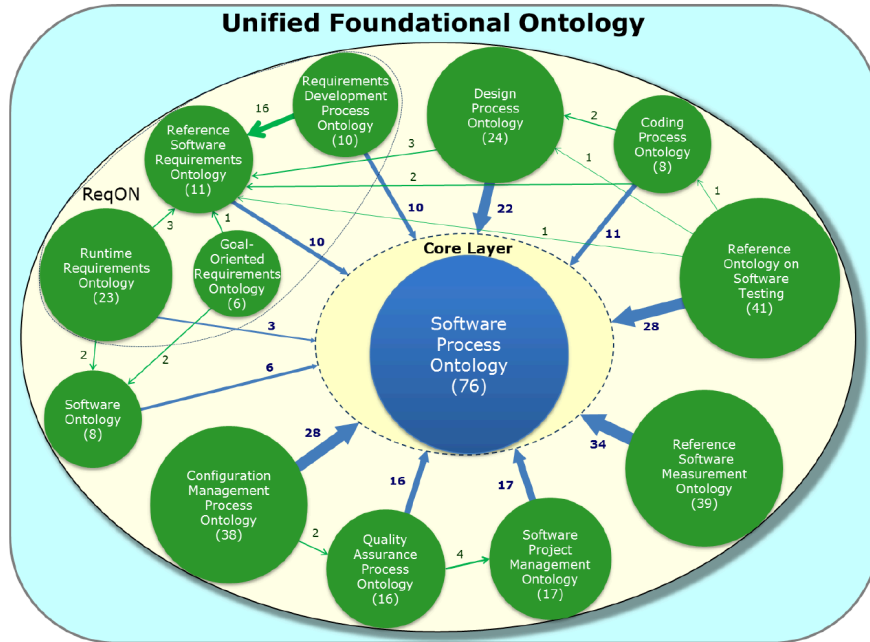 Unified Foundational Ontology
Requirements
Development
Process
Ontology
(10)
Design
Process
Ontology
(24)
Coding
Process
Ontology
(8)
Reference
Software
Requirements
Ontology
(11)
16
3
2
2
1
1
1
ReqON
3
1
Runtime
Requirements
Ontology
(23)
Goal-
Oriented
Requirements
Ontology
(6)
10
10
22
11
Core Layer
Reference
Ontology on
Software
Testing
(41)
28
Software
Process
Ontology
(76)
3
2
2
6
Software
Ontology
(8)
28
16
17
34
Reference
Software
Measurement
Ontology
(39)
Configuration
Management
Process
Ontology
(38)
2
Quality
Assurance
Process
Ontology
(16)
4
Software
Project
Management
Ontology
(17)